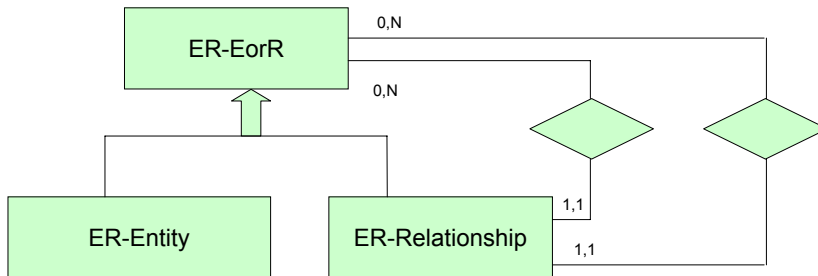 0,N
ER-EorR
0,N
1,1
ER-Entity
ER-Relationship
1,1